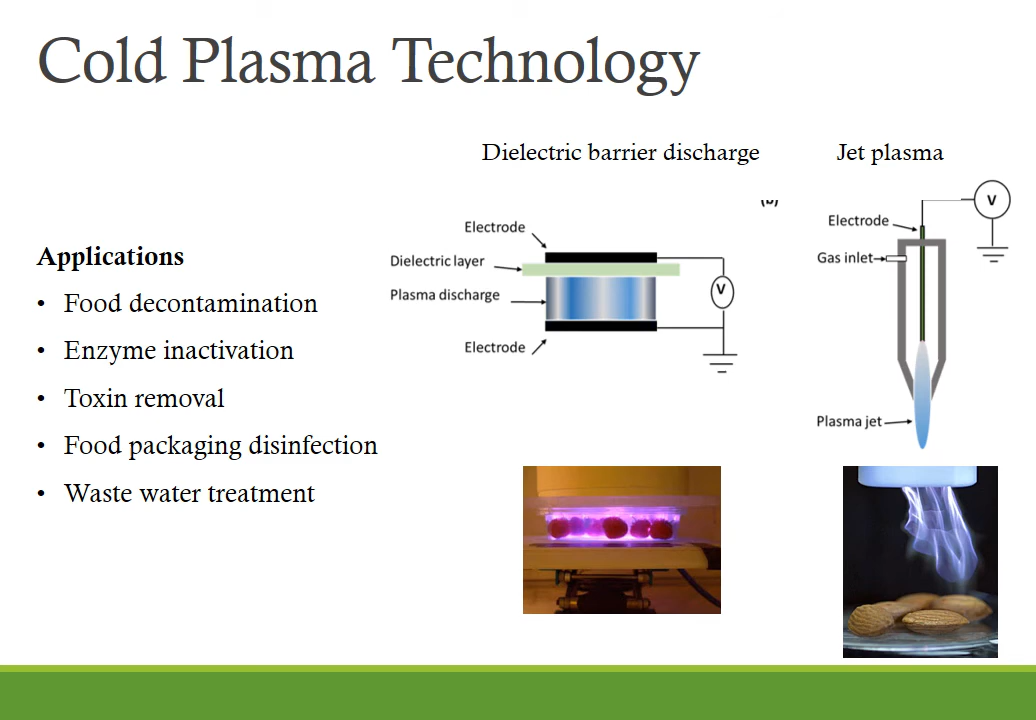 Cold Plasma Technology
Dielectric barrier discharge
Jet plasma
Applications
• Food decontamination
• Enzyme inactivation
• Toxin removal
• Food packaging disinfection
• Waste water treatment
Electrode
Dielectric layer
Plasma discharge
Electrode
V
Electrode
Gas inlet
Plasma jet
V